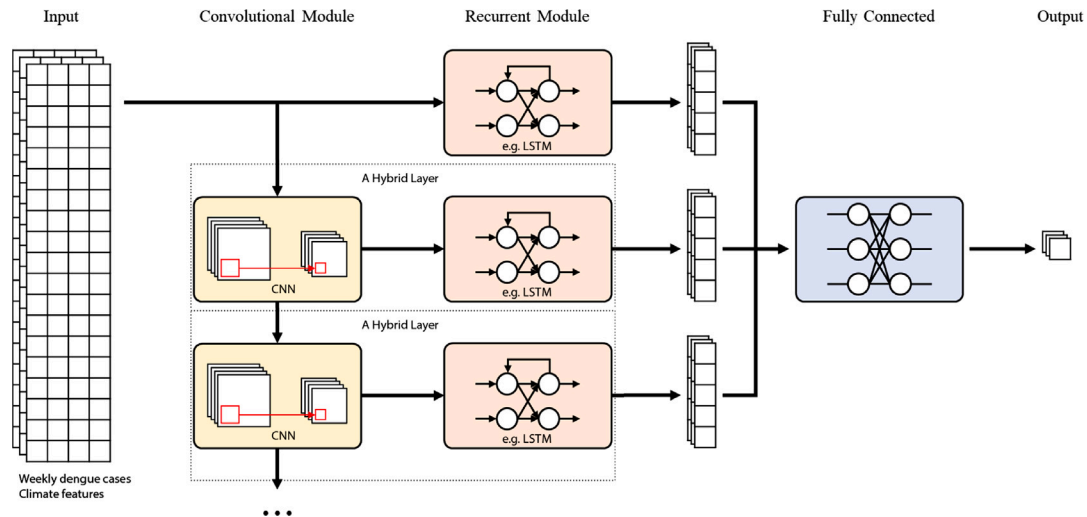 Input
Convolutional Module
Recurrent Module
Fully Connected
Output
e.g. LSTM
A Hybrid Layer
CNN
e.g. LSTM
A Hybrid Layer
CNN
e.g. LSTM
Weekly dengue cases
Climate features
...